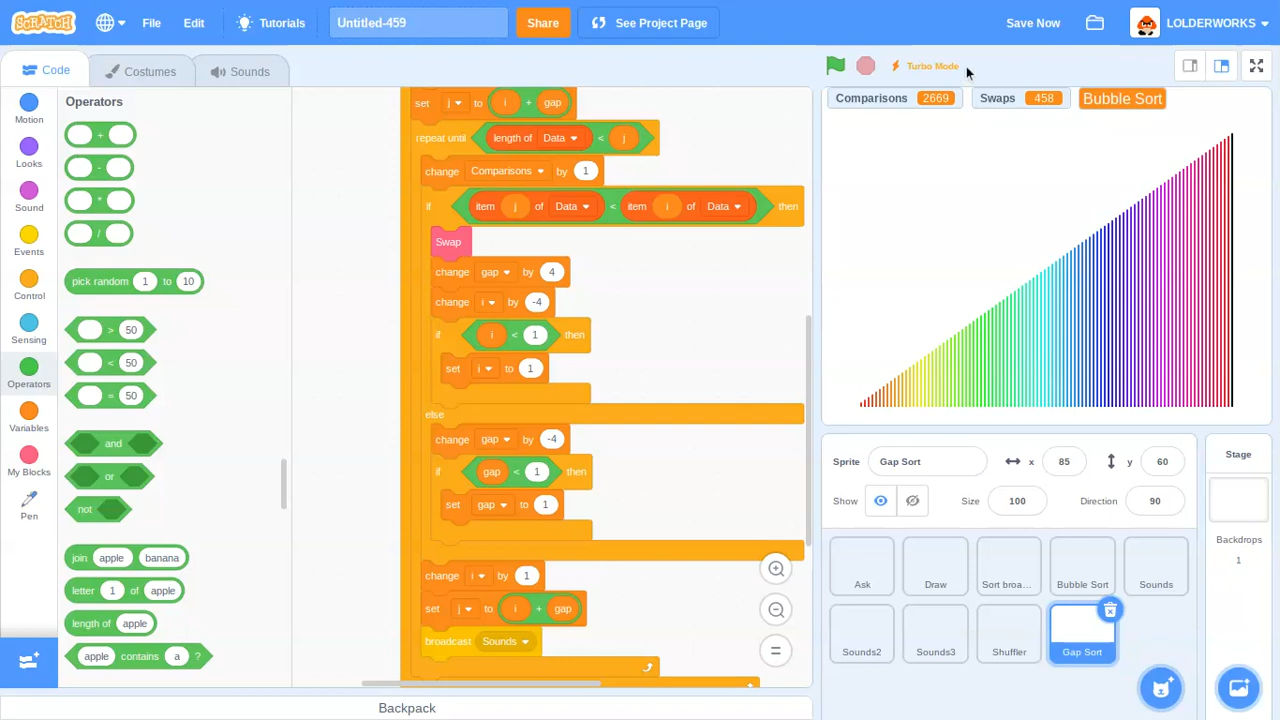 SCRATCH File Edit Tutorials Untitled-459 Share See Project Page Save Now LOLDERWORKS
Code Costumes Sounds Turbo Mode
Motion
Looks
Sound
Events
Control
Sensing
Operators
Variables
My Blocks
Pen
Operators
+
-
*
/
pick random 1 to 10
> 50
< 50
= 50
and
or
not
join apple banana
letter 1 of apple
length of apple
apple contains a ?
set j to i + gap
repeat until length of Data < j
change Comparisons by 1
if item j of Data < item i of Data then
Swap
change gap by 4
change i by -4
if i < 1 then
set i to 1
else
change gap by -4
if gap < 1 then
set gap to 1
change i by 1
set j to i + gap
broadcast Sounds
Backpack
Comparisons 2669 Swaps 458 Bubble Sort
Sprite Gap Sort x 85 y 60
Show Size 100 Direction 90
Ask Draw Sort broa... Bubble Sort Sounds
Sounds2 Sounds3 Shuffler Gap Sort
Stage
Backdrops
1